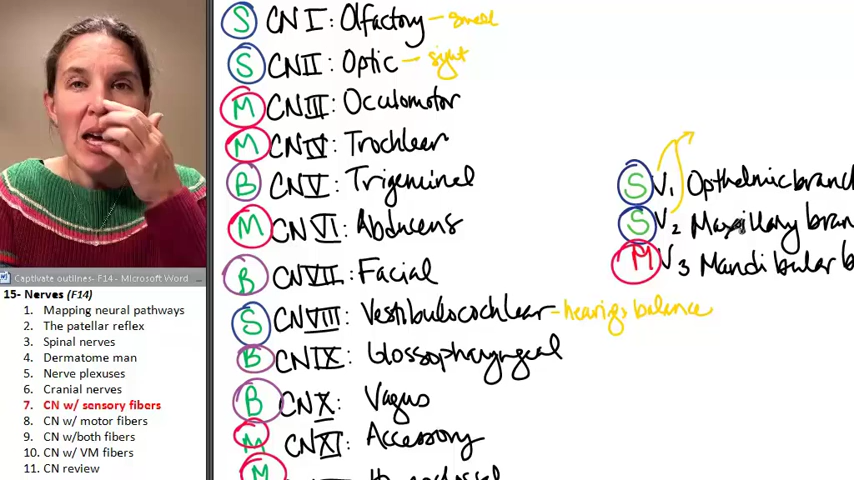 S CN I: Olfactory - smell
S CN II: Optic - sight
M CN III: Occulomotor
M CN IV: Trochlear
B CN V: Trigeminal
S V1 Opthelmic branch
S V2 Maxillary bran
M V3 Mandibular b
M CN VI: Abducens
B CN VII: Facial
S CN VIII: Vestibulocochlear - hearing, balance
B CN IX: Glossopharyngeal
B CN X: Vagus
M CN XI: Accessory
M
Captivate outlines- F14 - Microsoft Word
15- Nerves (F14)
1. Mapping neural pathways
2. The patellar reflex
3. Spinal nerves
4. Dermatome man
5. Nerve plexuses
6. Cranial nerves
7. CN w/ sensory fibers
8. CN w/ motor fibers
9. CN w/both fibers
10. CN w/ VM fibers
11. CN review